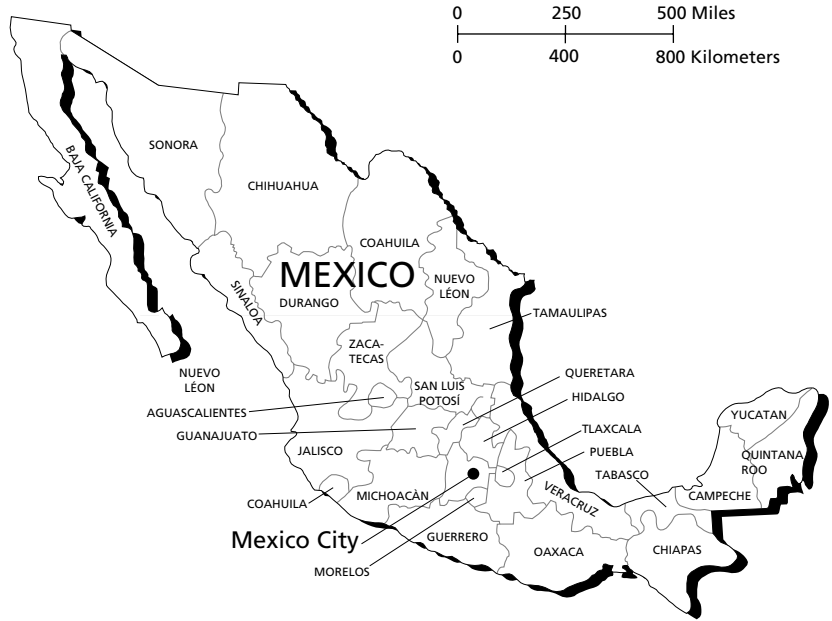 0 250 500 Miles
0 400 800 Kilometers
SONORA
BAJA CALIFORNIA
CHIHUAHUA
COAHUILA
MEXICO
NUEVO
LÉON
SINALOA
DURANGO
TAMAULIPAS
ZACA-
TECAS
NUEVO
LÉON
SAN LUIS
POTOSÍ
QUERETARA
HIDALGO
AGUASCALIENTES
YUCATAN
GUANAJUATO
TLAXCALA
JALISCO
PUEBLA
QUINTANA
ROO
TABASCO
COAHUILA
MICHOACÀN
VERACRUZ
CAMPECHE
Mexico City
GUERRERO
OAXACA
CHIAPAS
MORELOS